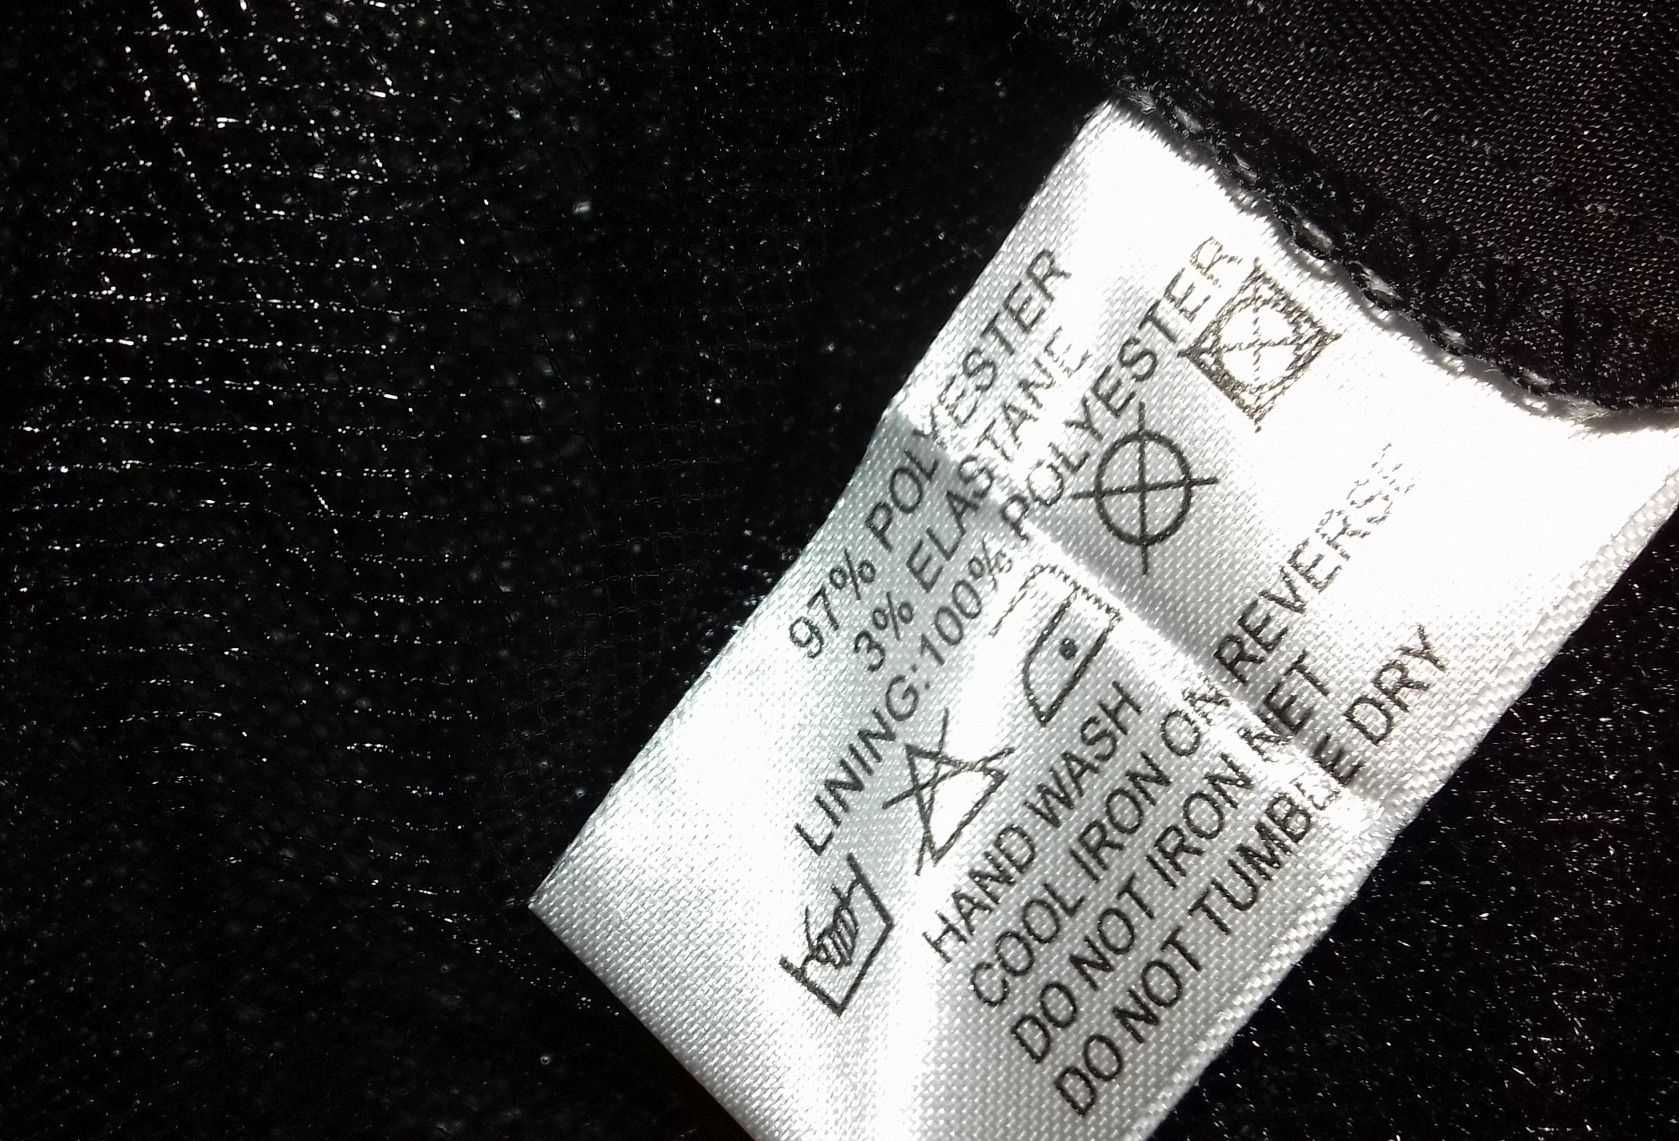 97% POLYESTER
3% ELASTANE
LINING:100% POLYESTER
HAND WASH
COOL IRON ON REVERSE
DO NOT IRON NET
DO NOT TUMBLE DRY